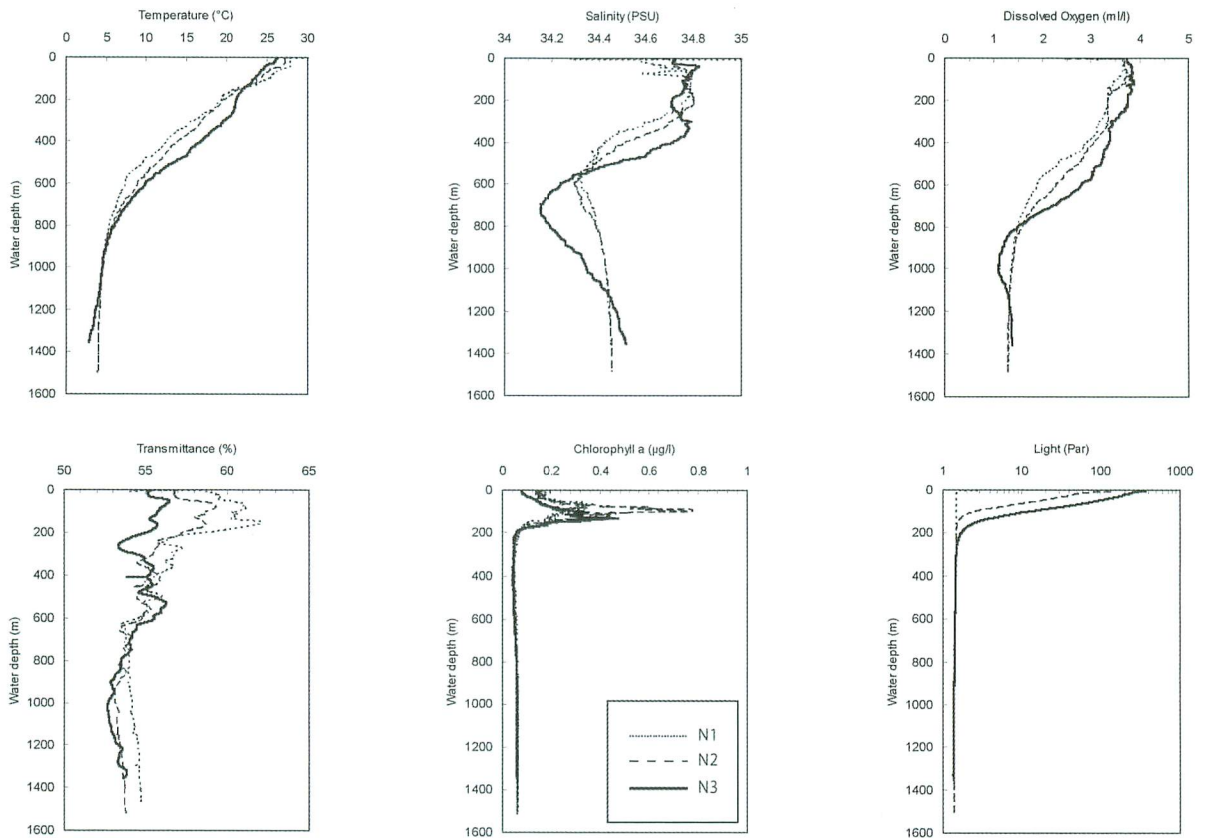 Temperature (°C)
0 5 10 15 20 25 30
Water depth (m)
0
200
400
600
800
1000
1200
1400
1600
Salinity (PSU)
34 34.2 34.4 34.6 34.8 35
Water depth (m)
0
200
400
600
800
1000
1200
1400
1600
Dissolved Oxygen (ml/l)
0 1 2 3 4 5
Water depth (m)
0
200
400
600
800
1000
1200
1400
1600
Transmittance (%)
50 55 60 65
Water depth (m)
0
200
400
600
800
1000
1200
1400
1600
Chlorophyll a (µg/l)
0 0.2 0.4 0.6 0.8 1
Water depth (m)
0
200
400
600
800
1000
1200
1400
1600
N1
N2
N3
Light (Par)
1 10 100 1000
Water depth (m)
0
200
400
600
800
1000
1200
1400
1600